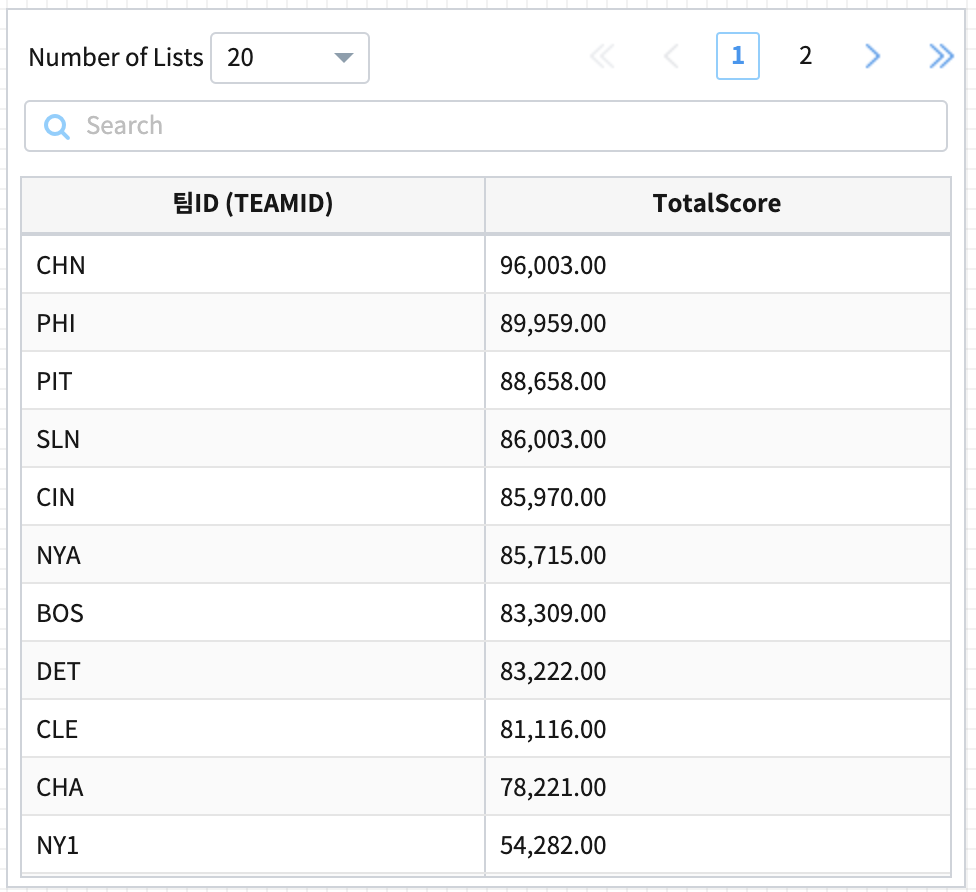 Number of Lists 20 1 2
Search
팀ID (TEAMID) TotalScore
CHN 96,003.00
PHI 89,959.00
PIT 88,658.00
SLN 86,003.00
CIN 85,970.00
NYA 85,715.00
BOS 83,309.00
DET 83,222.00
CLE 81,116.00
CHA 78,221.00
NY1 54,282.00